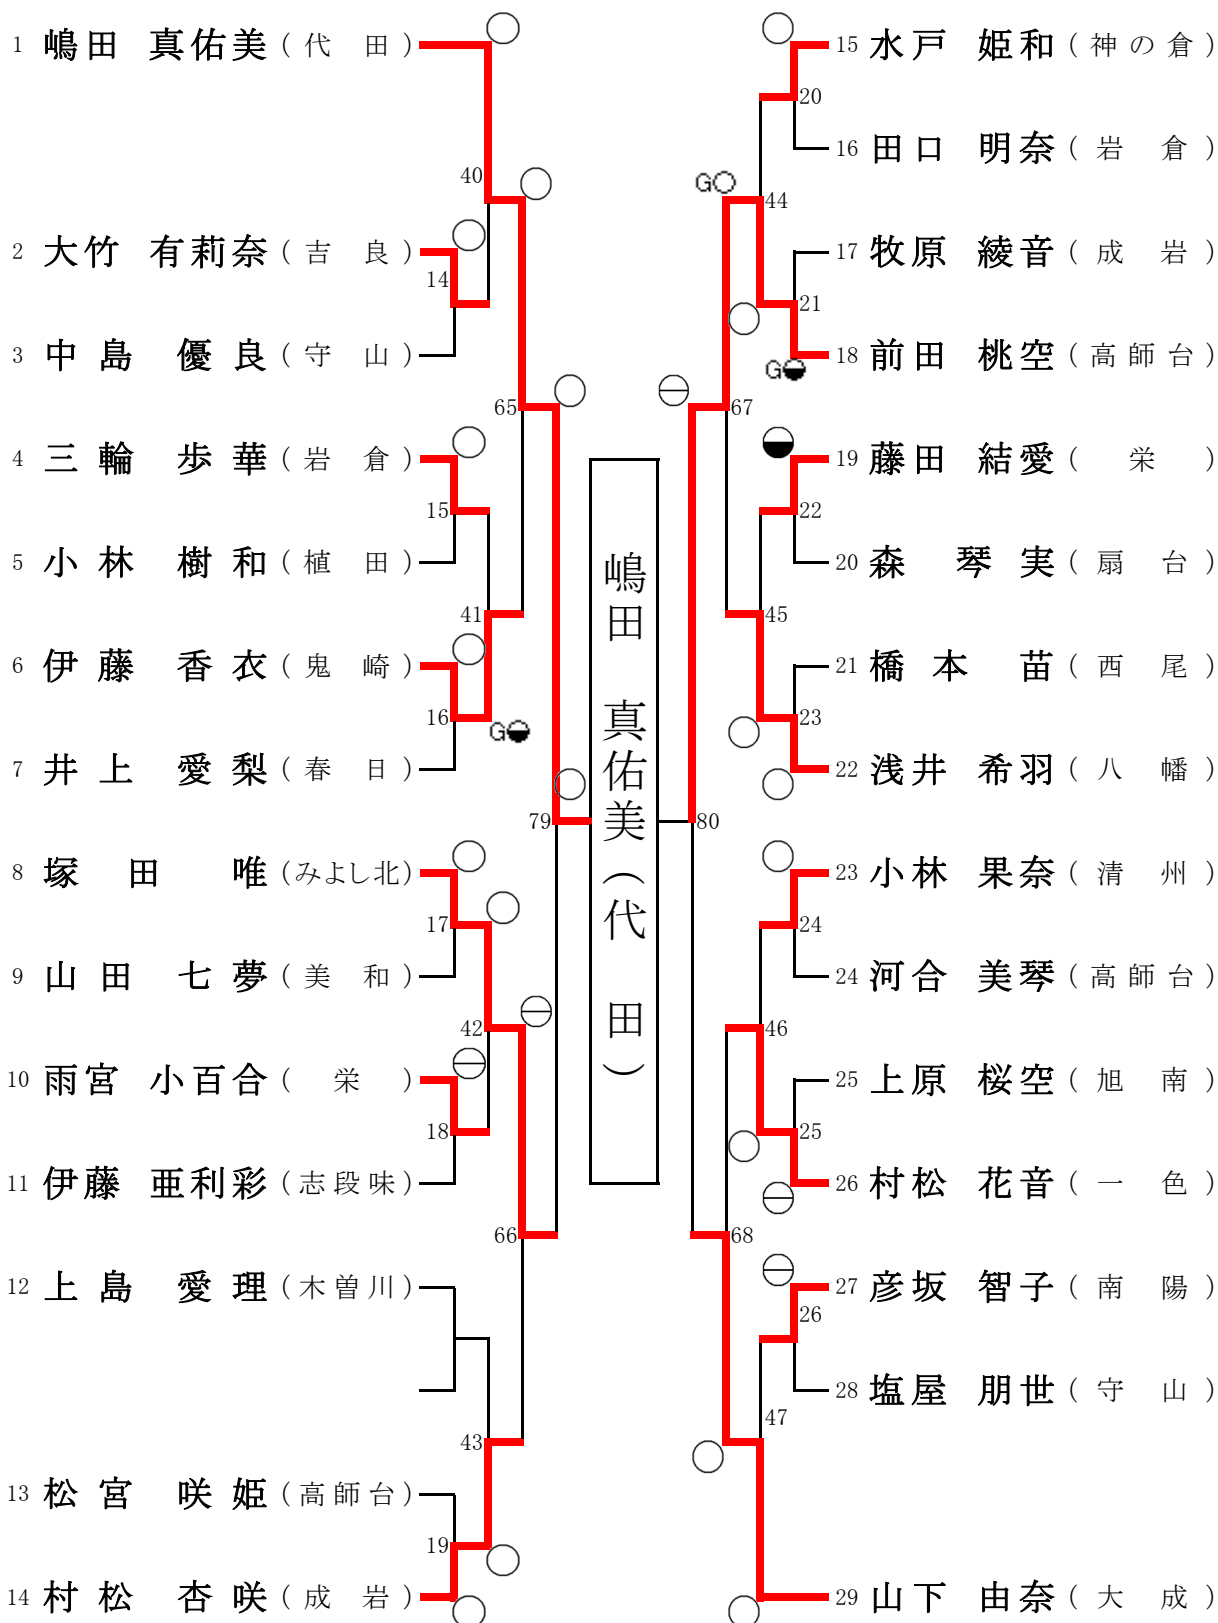 1 嶋田 真佑美 (代田)
40
2 大竹 有莉奈 (吉良)
14
3 中島 優良 (守山)
65
4 三輪 歩華 (岩倉)
15
5 小林 樹和 (植田)
41
6 伊藤 香衣 (鬼崎)
16
G
7 井上 愛梨 (春日)
79
8 塚田 唯 (みよし北)
17
9 山田 七夢 (美和)
42
10 雨宮 小百合 (栄)
18
11 伊藤 亜利彩 (志段味)
66
12 上島 愛理 (木曽川)
43
13 松宮 咲姫 (高師台)
19
14 村松 杏咲 (成岩)
嶋田 真佑美(代田)
15 水戸 姫和 (神の倉)
20
16 田口 明奈 (岩倉)
G
44
17 牧原 綾音 (成岩)
21
18 前田 桃空 (高師台)
G
67
19 藤田 結愛 (栄)
22
20 森 琴実 (扇台)
45
21 橋本 苗 (西尾)
23
22 浅井 希羽 (八幡)
80
23 小林 果奈 (清州)
24
24 河合 美琴 (高師台)
46
25 上原 桜空 (旭南)
25
26 村松 花音 (一色)
68
27 彦坂 智子 (南陽)
26
28 塩屋 朋世 (守山)
47
29 山下 由奈 (大成)